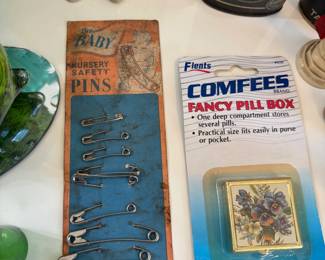 BABY
NURSERY
SAFETY
PINS
Flents
COMFEES
BRAND
FANCY PILL BOX
• One deep compartment stores
several pills.
• Practical size fits easily in purse
or pocket.